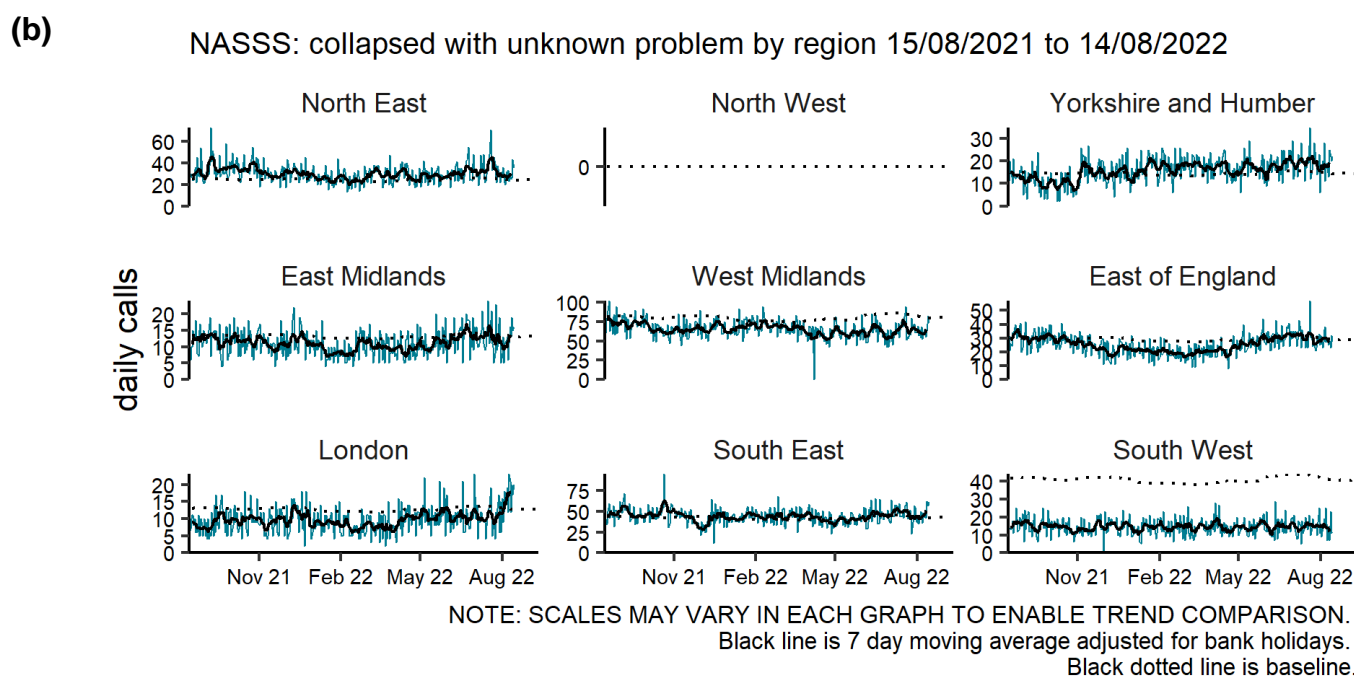 (b)
NASSS: collapsed with unknown problem by region 15/08/2021 to 14/08/2022
North East
North West
Yorkshire and Humber
60
40
20
0
0
30
20
10
0
East Midlands
West Midlands
East of England
daily calls
20
15
10
5
0
100
75
50
25
0
50
40
30
20
10
0
London
South East
South West
20
15
10
5
0
75
50
25
0
40
30
20
10
0
Nov 21 Feb 22 May 22 Aug 22
Nov 21 Feb 22 May 22 Aug 22
Nov 21 Feb 22 May 22 Aug 22
NOTE: SCALES MAY VARY IN EACH GRAPH TO ENABLE TREND COMPARISON.
Black line is 7 day moving average adjusted for bank holidays.
Black dotted line is baseline.